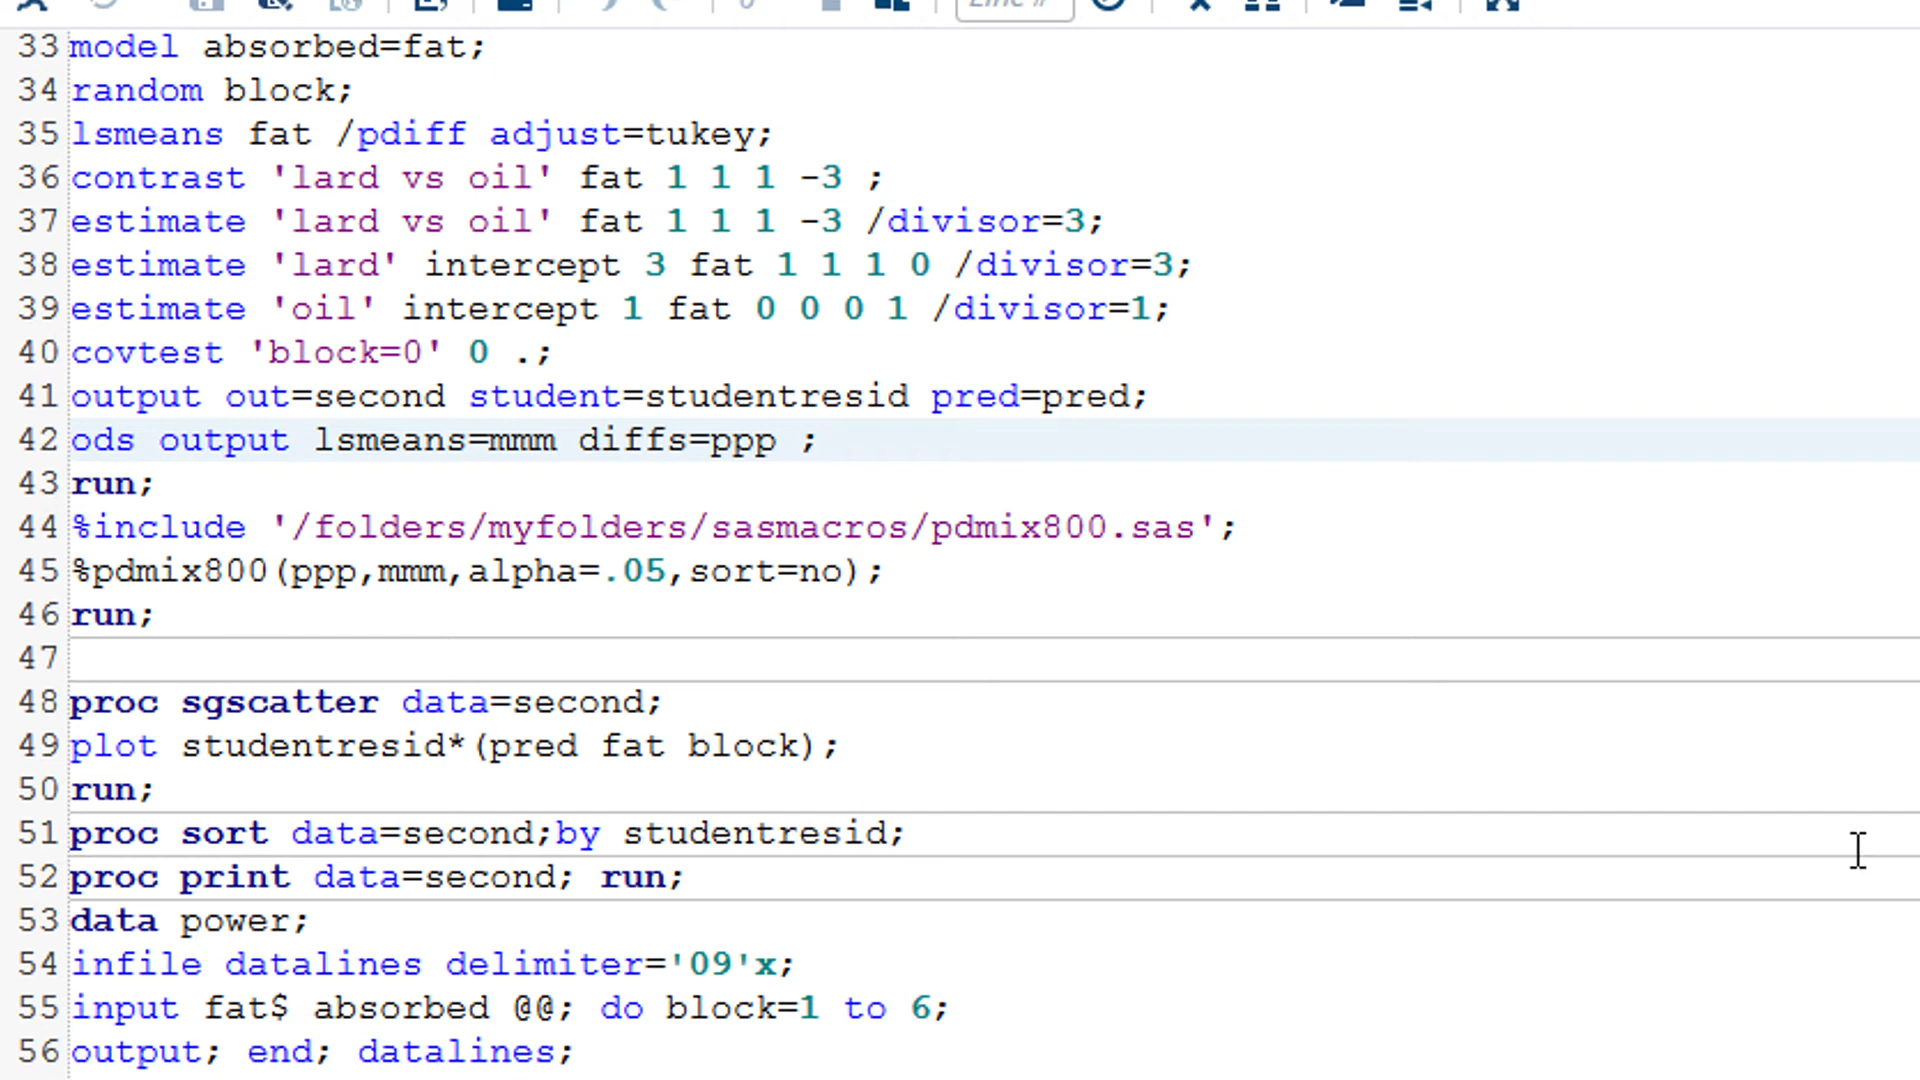 Line #
33 model absorbed=fat;
34 random block;
35 lsmeans fat /pdiff adjust=tukey;
36 contrast 'lard vs oil' fat 1 1 1 -3 ;
37 estimate 'lard vs oil' fat 1 1 1 -3 /divisor=3;
38 estimate 'lard' intercept 3 fat 1 1 1 0 /divisor=3;
39 estimate 'oil' intercept 1 fat 0 0 0 1 /divisor=1;
40 covtest 'block=0' 0 .;
41 output out=second student=studentresid pred=pred;
42 ods output lsmeans=mmm diffs=ppp ;
43 run;
44 %include '/folders/myfolders/sasmacros/pdmix800.sas';
45 %pdmix800(ppp,mmm,alpha=.05,sort=no);
46 run;
47
48 proc sgscatter data=second;
49 plot studentresid*(pred fat block);
50 run;
51 proc sort data=second;by studentresid;
52 proc print data=second; run;
53 data power;
54 infile datalines delimiter='09'x;
55 input fat$ absorbed @@; do block=1 to 6;
56 output; end; datalines;